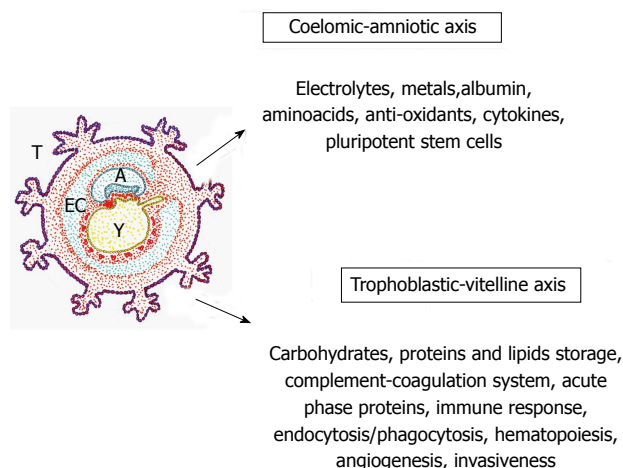 Coelomic-amniotic axis
Electrolytes, metals,albumin,
aminoacids, anti-oxidants, cytokines,
pluripotent stem cells
T
A
EC
Y
Trophoblastic-vitelline axis
Carbohydrates, proteins and lipids storage,
complement-coagulation system, acute
phase proteins, immune response,
endocytosis/phagocytosis, hematopoiesis,
angiogenesis, invasiveness